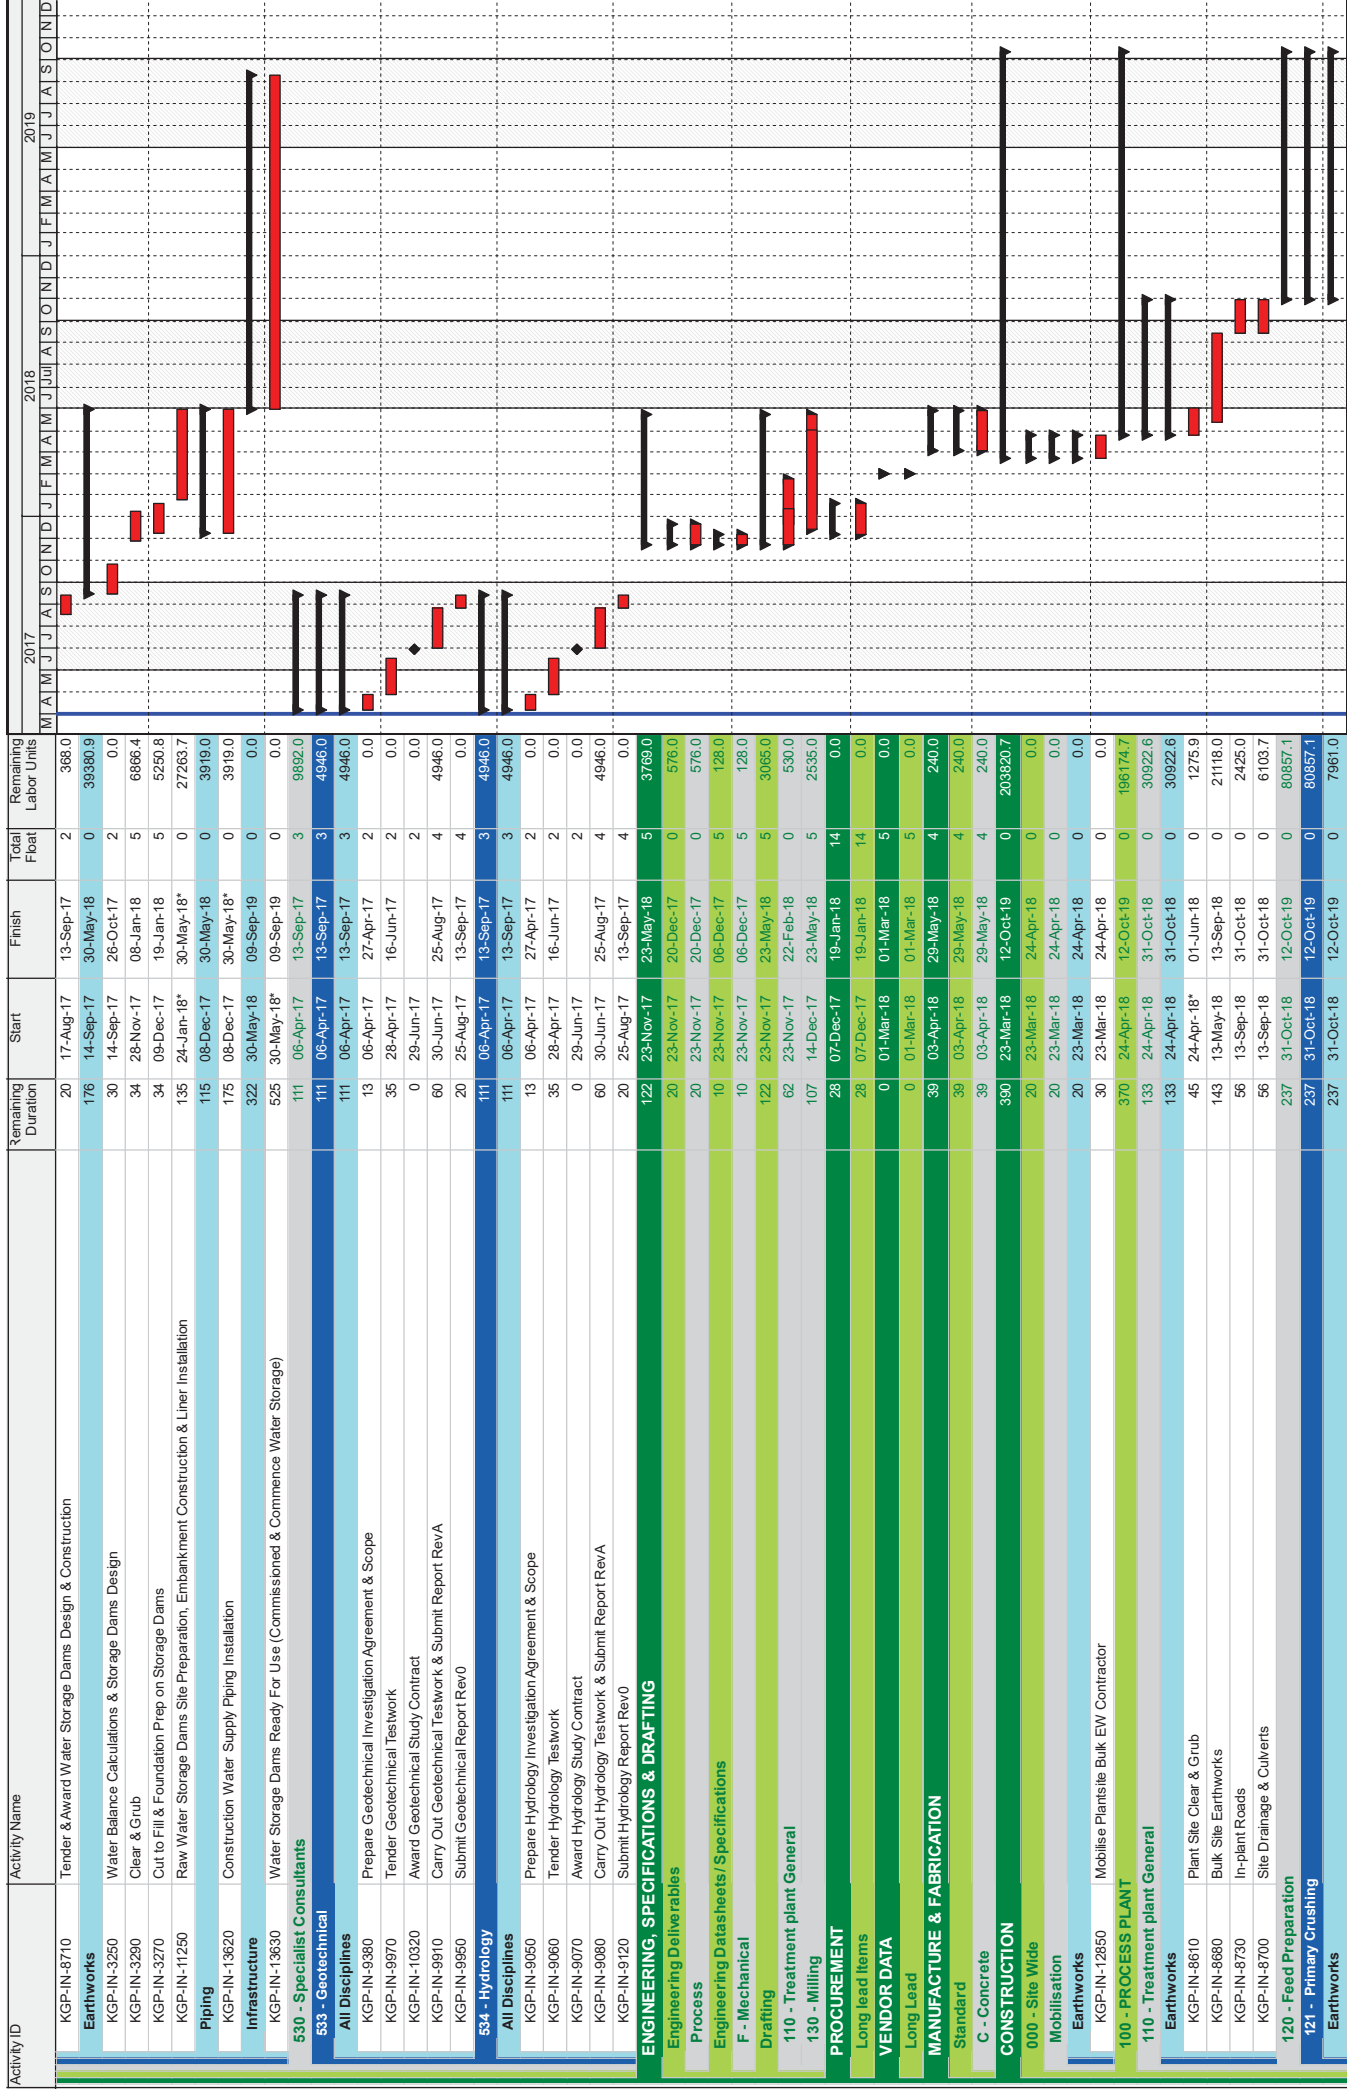 Activity ID Activity Name Remaining Duration Start Finish Total Float Remaining Labor Units 2017 2018 2019
M A M J J A S O N D J F M A M J Jul A S O N D J F M A M J J A S O N D
KGP-IN-8710 Tender & Award Water Storage Dams Design & Construction 20 17-Aug-17 13-Sep-17 2 368.0
Earthworks 176 14-Sep-17 30-May-18 0 39380.9
KGP-IN-3250 Water Balance Calculations & Storage Dams Design 30 14-Sep-17 26-Oct-17 2 0.0
KGP-IN-3290 Clear & Grub 34 28-Nov-17 08-Jan-18 5 6866.4
KGP-IN-3270 Cut to Fill & Foundation Prep on Storage Dams 34 09-Dec-17 19-Jan-18 5 5250.8
KGP-IN-11250 Raw Water Storage Dams Site Preparation, Embankment Construction & Liner Installation 135 24-Jan-18* 30-May-18* 0 27263.7
Piping 115 08-Dec-17 30-May-18 0 3919.0
KGP-IN-13620 Construction Water Supply Piping Installation 175 08-Dec-17 30-May-18* 0 3919.0
Infrastructure 322 30-May-18 09-Sep-19 0 0.0
KGP-IN-13630 Water Storage Dams Ready For Use (Commissioned & Commence Water Storage) 525 30-May-18* 09-Sep-19 0 0.0
530 - Specialist Consultants 111 06-Apr-17 13-Sep-17 3 9892.0
533 - Geotechnical 111 06-Apr-17 13-Sep-17 3 4946.0
All Disciplines 111 06-Apr-17 13-Sep-17 3 4946.0
KGP-IN-9380 Prepare Geotechnical Investigation Agreement & Scope 13 06-Apr-17 27-Apr-17 2 0.0
KGP-IN-9970 Tender Geotechnical Testwork 35 28-Apr-17 16-Jun-17 2 0.0
KGP-IN-10320 Award Geotechnical Study Contract 0 29-Jun-17 2 0.0
KGP-IN-9910 Carry Out Geotechnical Testwork & Submit Report RevA 60 30-Jun-17 25-Aug-17 4 4946.0
KGP-IN-9950 Submit Geotechnical Report Rev0 20 25-Aug-17 13-Sep-17 4 0.0
534 - Hydrology 111 06-Apr-17 13-Sep-17 3 4946.0
All Disciplines 111 06-Apr-17 13-Sep-17 3 4946.0
KGP-IN-9050 Prepare Hydrology Investigation Agreement & Scope 13 06-Apr-17 27-Apr-17 2 0.0
KGP-IN-9060 Tender Hydrology Testwork 35 28-Apr-17 16-Jun-17 2 0.0
KGP-IN-9070 Award Hydrology Study Contract 0 29-Jun-17 2 0.0
KGP-IN-9080 Carry Out Hydrology Testwork & Submit Report RevA 60 30-Jun-17 25-Aug-17 4 4946.0
KGP-IN-9120 Submit Hydrology Report Rev0 20 25-Aug-17 13-Sep-17 4 0.0
ENGINEERING, SPECIFICATIONS & DRAFTING 122 23-Nov-17 23-May-18 5 3769.0
Engineering Deliverables 20 23-Nov-17 20-Dec-17 0 576.0
Process 20 23-Nov-17 20-Dec-17 0 576.0
Engineering Datasheets/Specifications 10 23-Nov-17 06-Dec-17 5 128.0
F - Mechanical 10 23-Nov-17 06-Dec-17 5 128.0
Drafting 122 23-Nov-17 23-May-18 5 3065.0
110 - Treatment plant General 62 23-Nov-17 22-Feb-18 0 530.0
130 - Milling 107 14-Dec-17 23-May-18 5 2535.0
PROCUREMENT 28 07-Dec-17 19-Jan-18 14 0.0
Long lead Items 28 07-Dec-17 19-Jan-18 14 0.0
VENDOR DATA 0 01-Mar-18 01-Mar-18 5 0.0
Long Lead 0 01-Mar-18 01-Mar-18 5 0.0
MANUFACTURE & FABRICATION 39 03-Apr-18 29-May-18 4 240.0
Standard 39 03-Apr-18 29-May-18 4 240.0
C - Concrete 39 03-Apr-18 29-May-18 4 240.0
CONSTRUCTION 390 23-Mar-18 12-Oct-19 0 203820.7
000 - Site Wide 20 23-Mar-18 24-Apr-18 0 0.0
Mobilisation 20 23-Mar-18 24-Apr-18 0 0.0
Earthworks 20 23-Mar-18 24-Apr-18 0 0.0
KGP-IN-12850 Mobilise Plantsite Bulk EW Contractor 30 23-Mar-18 24-Apr-18 0 0.0
100 - PROCESS PLANT 370 24-Apr-18 12-Oct-19 0 196174.7
110 - Treatment plant General 133 24-Apr-18 31-Oct-18 0 30922.6
Earthworks 133 24-Apr-18 31-Oct-18 0 30922.6
KGP-IN-8610 Plant Site Clear & Grub 45 24-Apr-18* 01-Jun-18 0 1275.9
KGP-IN-8680 Bulk Site Earthworks 143 13-May-18 13-Sep-18 0 21118.0
KGP-IN-8730 In-plant Roads 56 13-Sep-18 31-Oct-18 0 2425.0
KGP-IN-8700 Site Drainage & Culverts 56 13-Sep-18 31-Oct-18 0 6103.7
120 - Feed Preparation 237 31-Oct-18 12-Oct-19 0 80857.1
121 - Primary Crushing 237 31-Oct-18 12-Oct-19 0 80857.1
Earthworks 237 31-Oct-18 12-Oct-19 0 7961.0